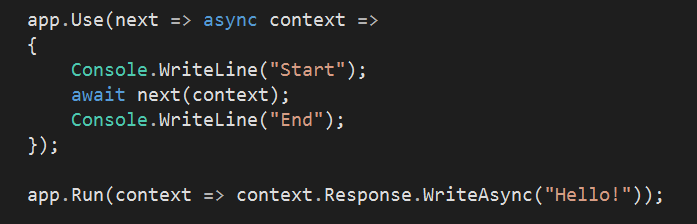 app.Use(next => async context =>
{
    Console.WriteLine("Start");
    await next(context);
    Console.WriteLine("End");
});

app.Run(context => context.Response.WriteAsync("Hello!"));